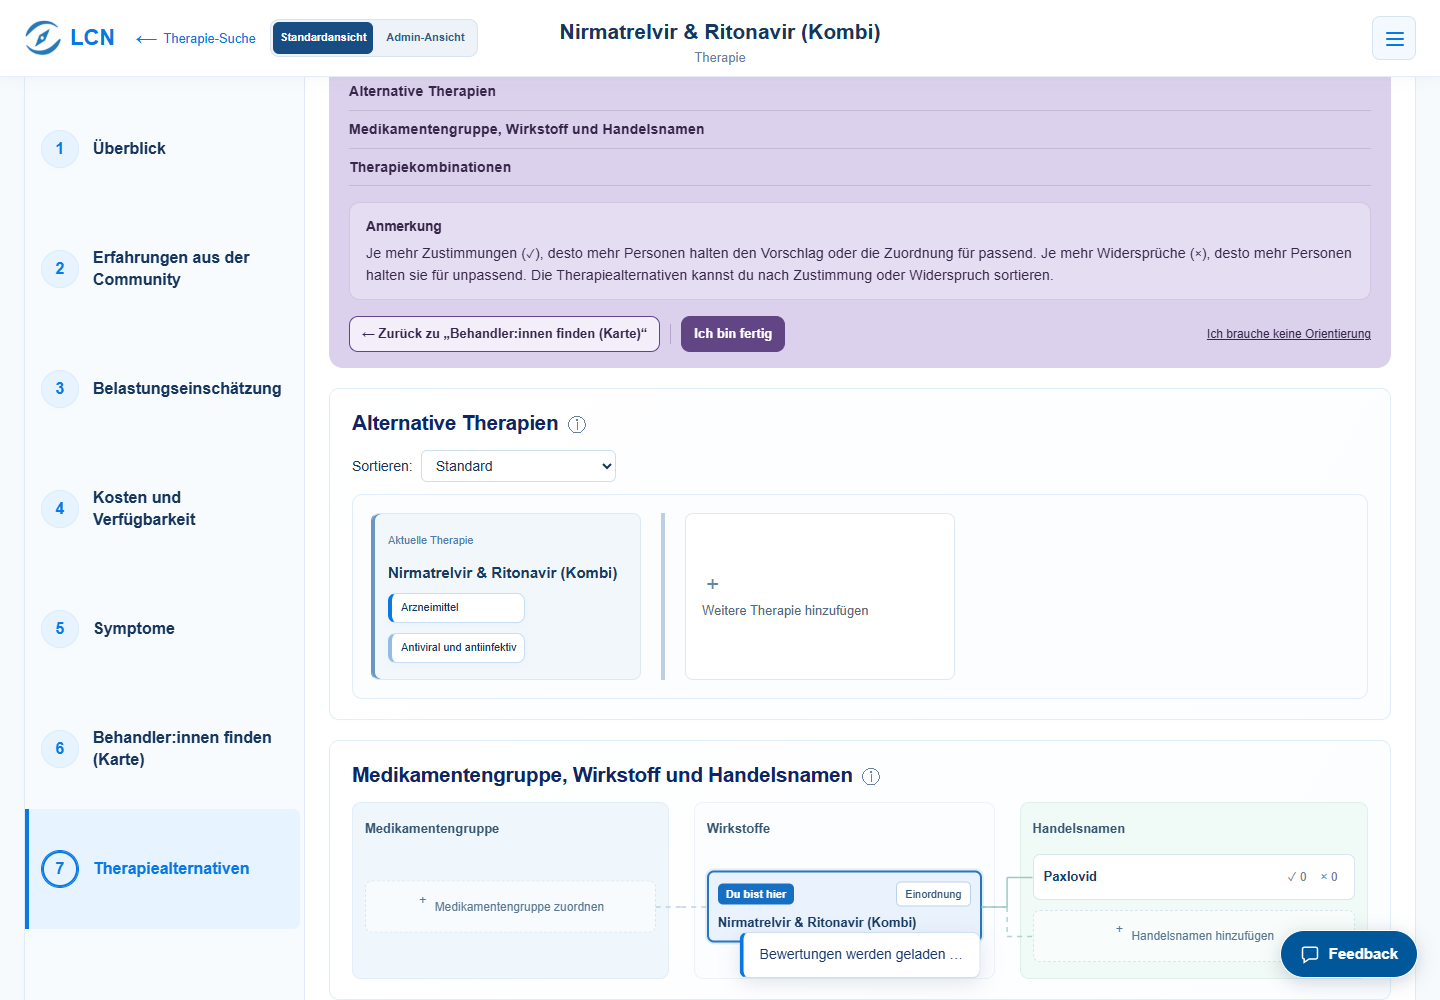 LCN
← Therapie-Suche
Standardansicht
Admin-Ansicht
Nirmatrelvir & Ritonavir (Kombi)
Therapie
1 Überblick
2 Erfahrungen aus der
Community
3 Belastungseinschätzung
4 Kosten und
Verfügbarkeit
5 Symptome
6 Behandler:innen finden
(Karte)
7 Therapiealternativen
Alternative Therapien
Medikamentengruppe, Wirkstoff und Handelsnamen
Therapiekombinationen
Anmerkung
Je mehr Zustimmungen (✓), desto mehr Personen halten den Vorschlag oder die Zuordnung für passend. Je mehr Widersprüche (×), desto mehr Personen
halten sie für unpassend. Die Therapiealternativen kannst du nach Zustimmung oder Widerspruch sortieren.
← Zurück zu „Behandler:innen finden (Karte)“
Ich bin fertig
Ich brauche keine Orientierung
Alternative Therapien ⓘ
Sortieren: Standard
Aktuelle Therapie
Nirmatrelvir & Ritonavir (Kombi)
Arzneimittel
Antiviral und antiinfektiv
+
Weitere Therapie hinzufügen
Medikamentengruppe, Wirkstoff und Handelsnamen ⓘ
Medikamentengruppe
+ Medikamentengruppe zuordnen
Wirkstoffe
Du bist hier
Einordnung
Nirmatrelvir & Ritonavir (Kombi)
Bewertungen werden geladen …
Handelsnamen
Paxlovid ✓ 0 × 0
+ Handelsnamen hinzufügen
Feedback